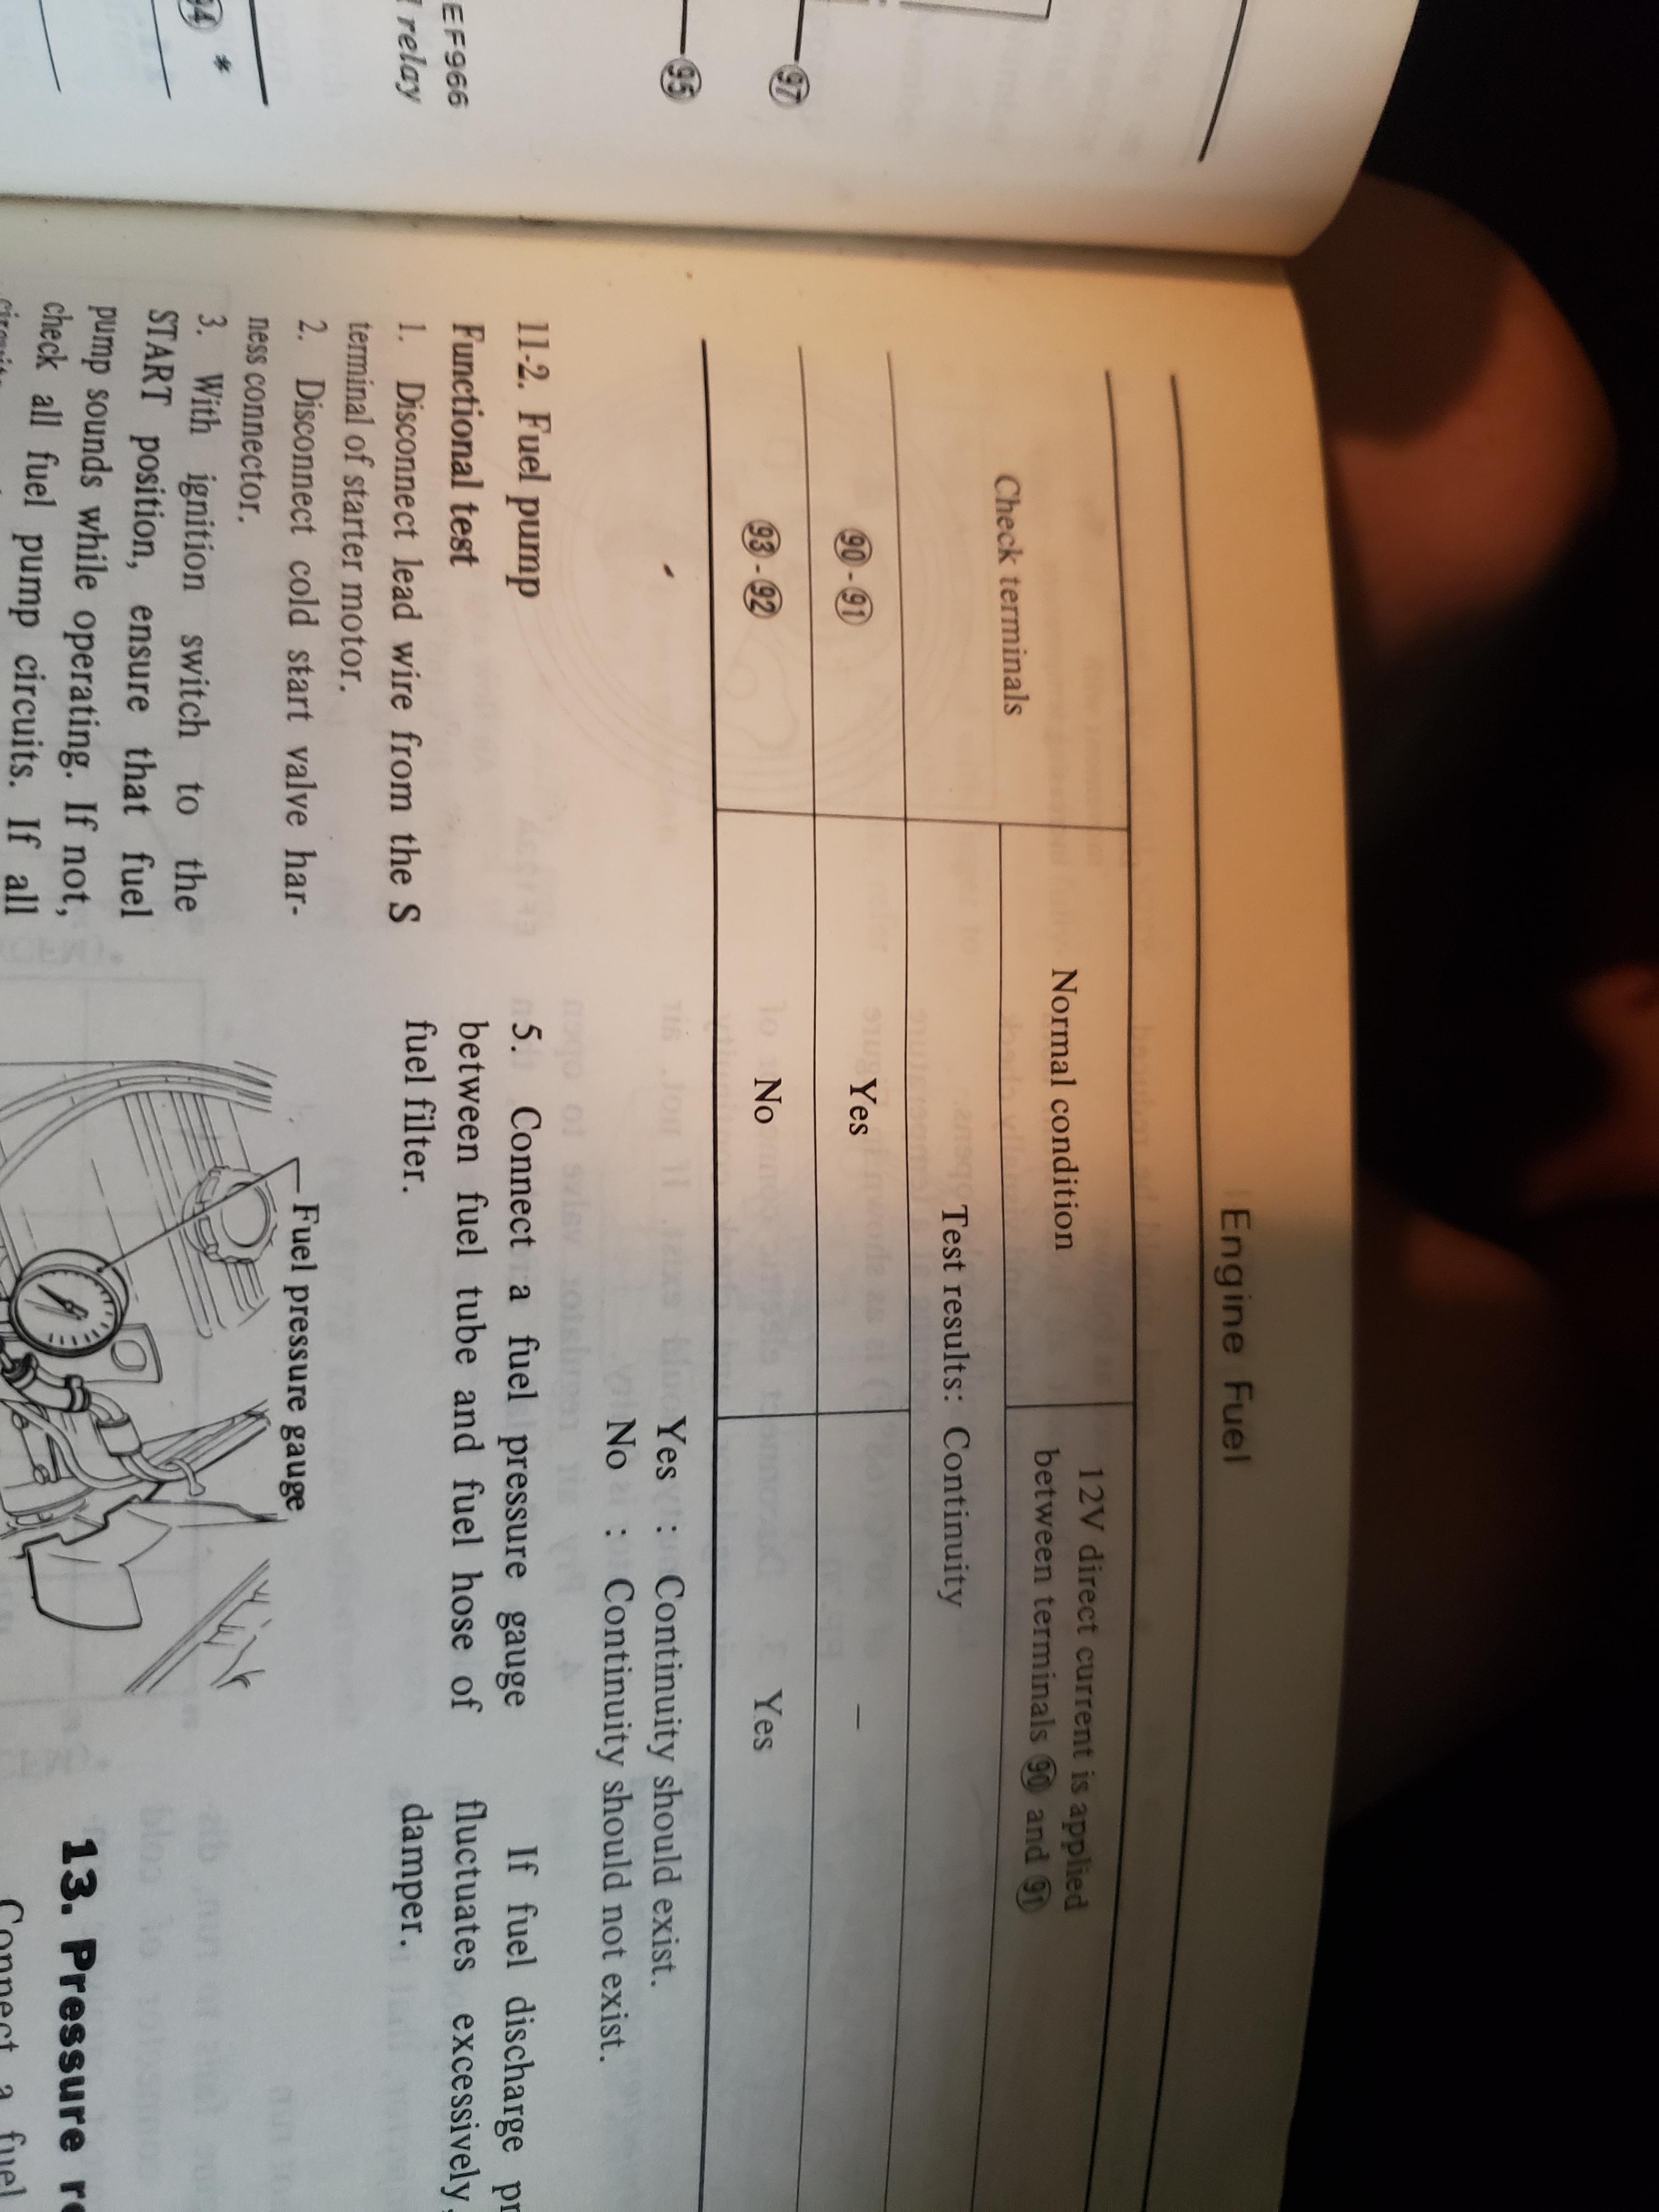 97
95
EF966
relay
94 *
Engine Fuel
Check terminals
Normal condition
12V direct current is applied
between terminals 90 and 91
Test results: Continuity
90 - 91
Yes
–
93 - 92
No
Yes
Yes : Continuity should exist.
No : Continuity should not exist.
11-2. Fuel pump
Functional test
1. Disconnect lead wire from the S
terminal of starter motor.
2. Disconnect cold start valve har-
ness connector.
3. With ignition switch to the
START position, ensure that fuel
pump sounds while operating. If not,
check all fuel pump circuits. If all
5. Connect a fuel pressure gauge
between fuel tube and fuel hose of
fuel filter.
Fuel pressure gauge
If fuel discharge pr
fluctuates excessively,
damper.
13. Pressure re
Connect a fuel